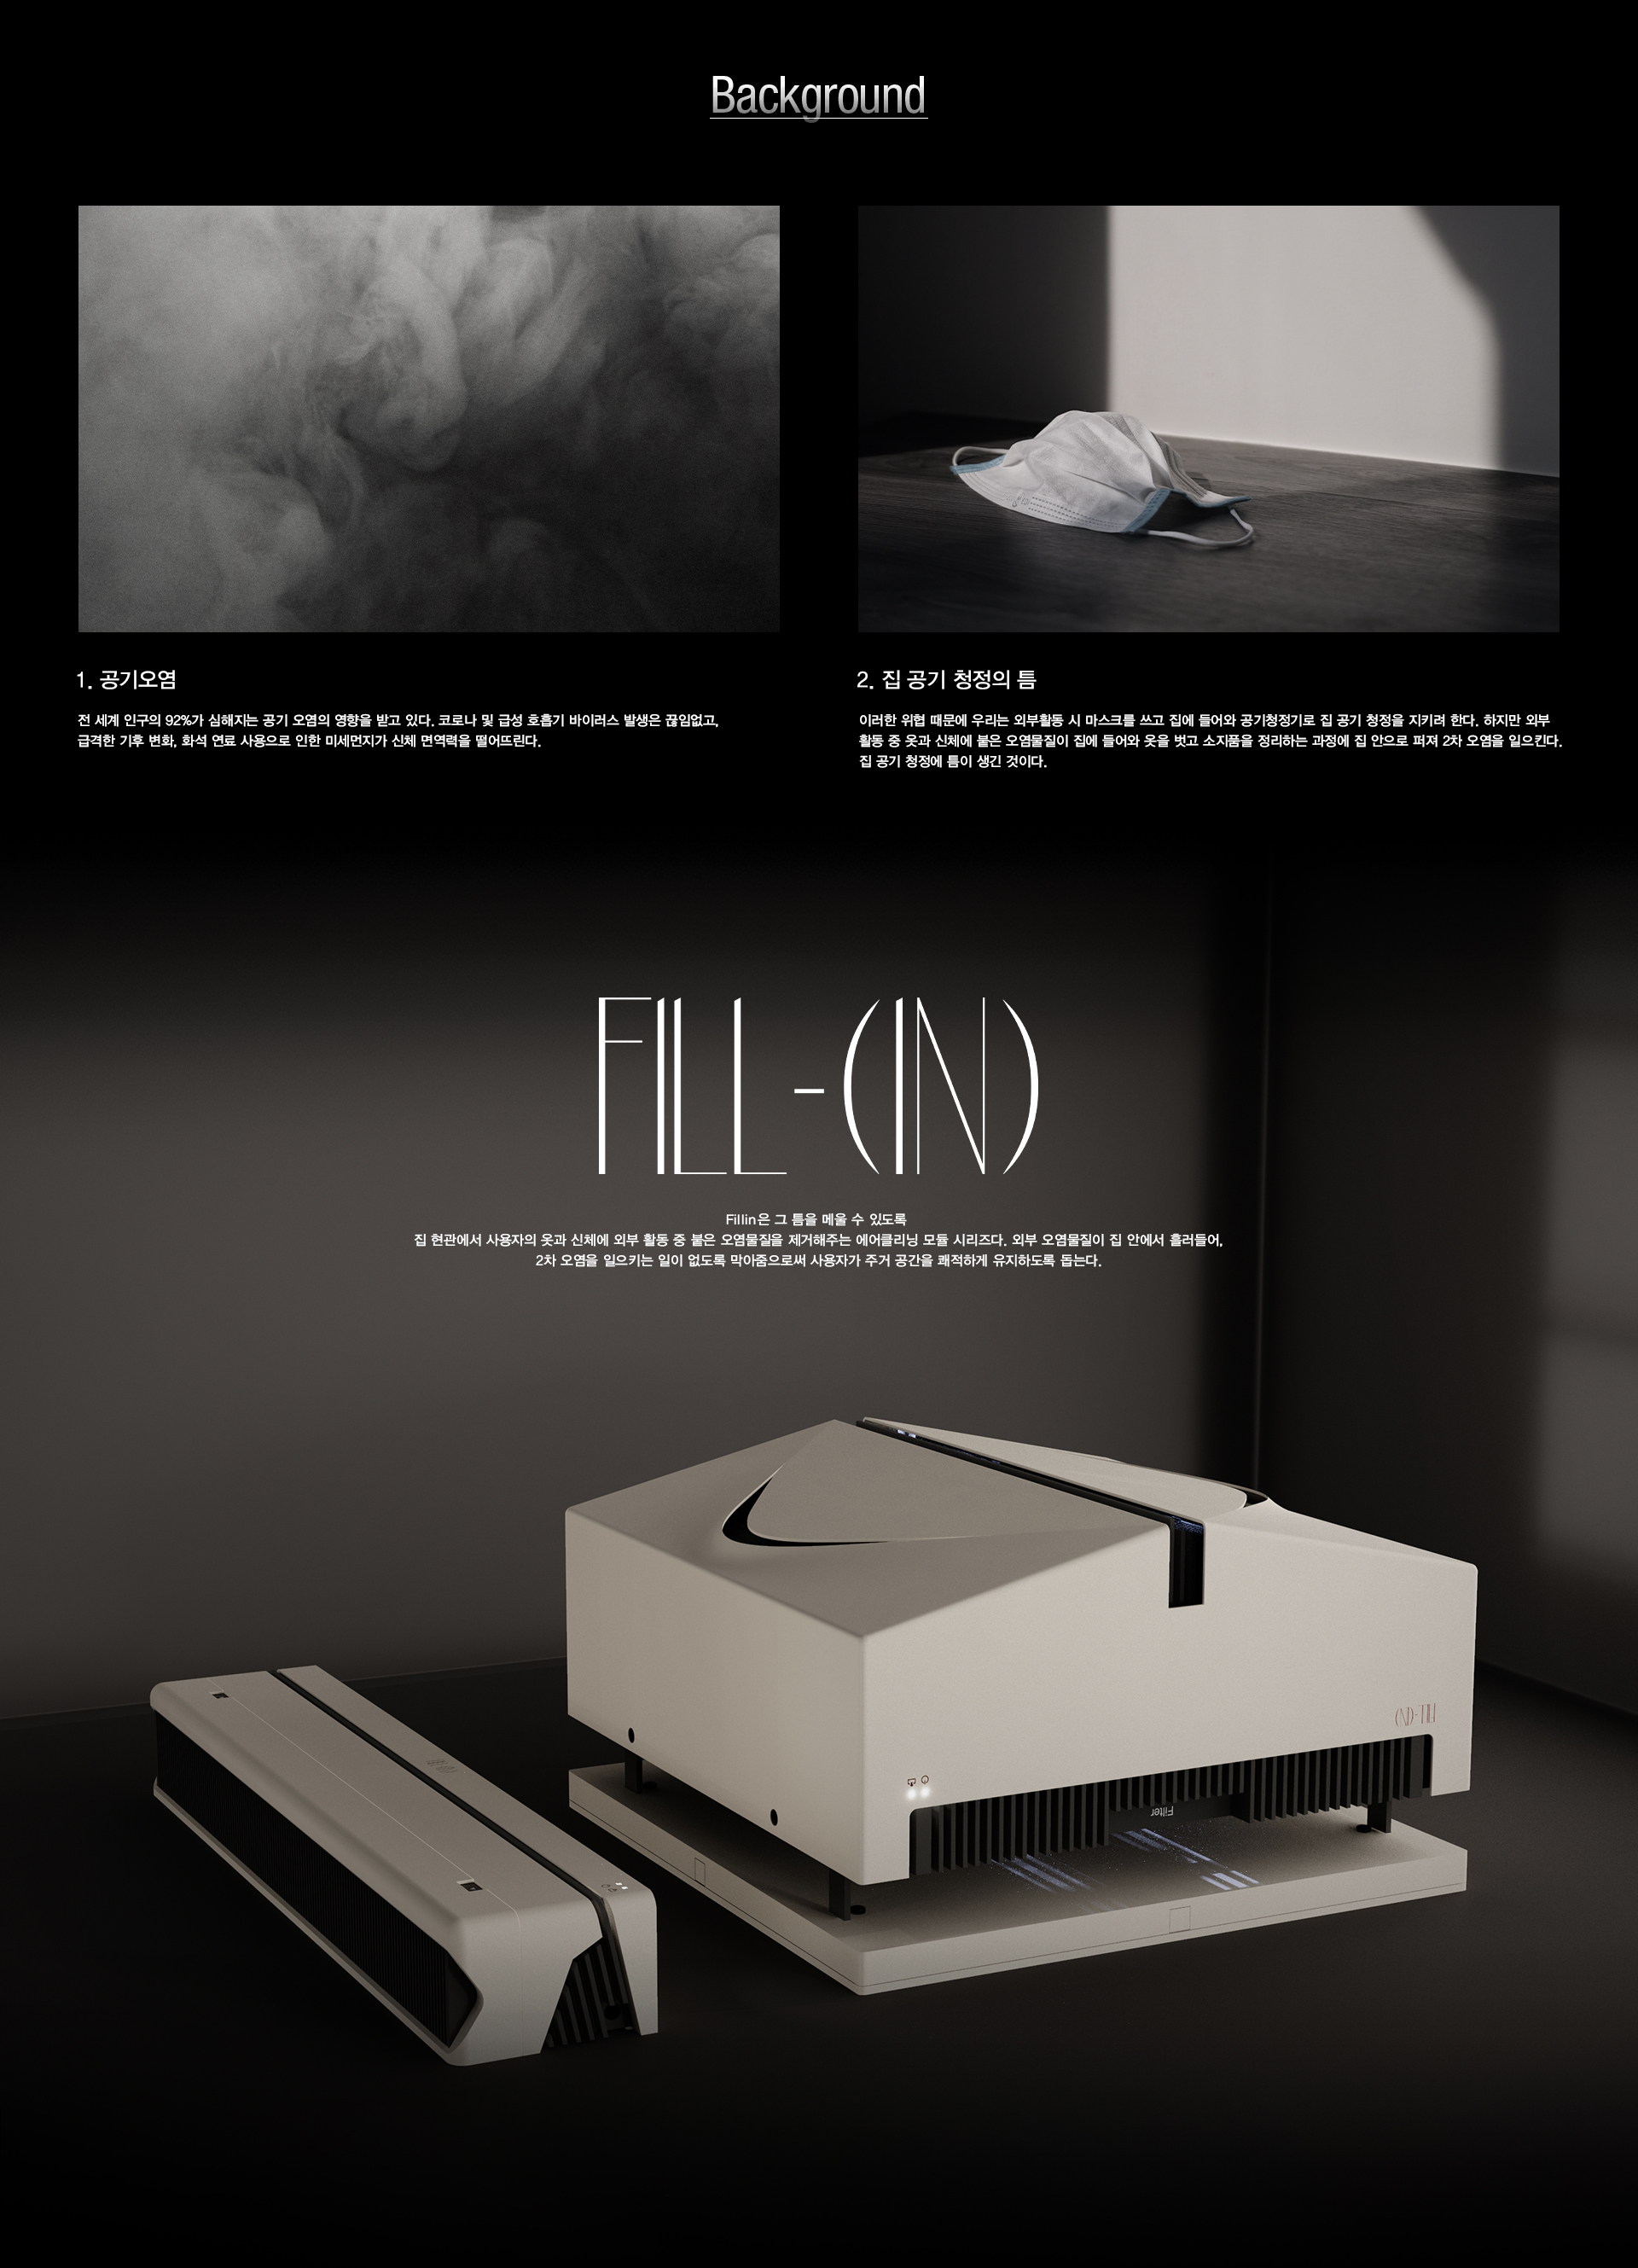 Background
1. 공기오염
전 세계 인구의 92%가 심해지는 공기 오염의 영향을 받고 있다. 코로나 및 급성 호흡기 바이러스 발생은 끊임없고,
급격한 기후 변화, 화석 연료 사용으로 인한 미세먼지가 신체 면역력을 떨어뜨린다.
2. 집 공기 청정의 틈
이러한 위협 때문에 우리는 외부활동 시 마스크를 쓰고 집에 들어와 공기청정기로 집 공기 청정을 지키려 한다. 하지만 외부
활동 중 옷과 신체에 붙은 오염물질이 집에 들어와 옷을 벗고 소지품을 정리하는 과정에 집 안으로 퍼져 2차 오염을 일으킨다.
집 공기 청정에 틈이 생긴 것이다.
FILL-(IN)
Fillin은 그 틈을 메울 수 있도록
집 현관에서 사용자의 옷과 신체에 외부 활동 중 붙은 오염물질을 제거해주는 에어클리닝 모듈 시리즈다. 외부 오염물질이 집 안에서 흘러들어,
2차 오염을 일으키는 일이 없도록 막아줌으로써 사용자가 주거 공간을 쾌적하게 유지하도록 돕는다.
FILL-(IN)
Filter